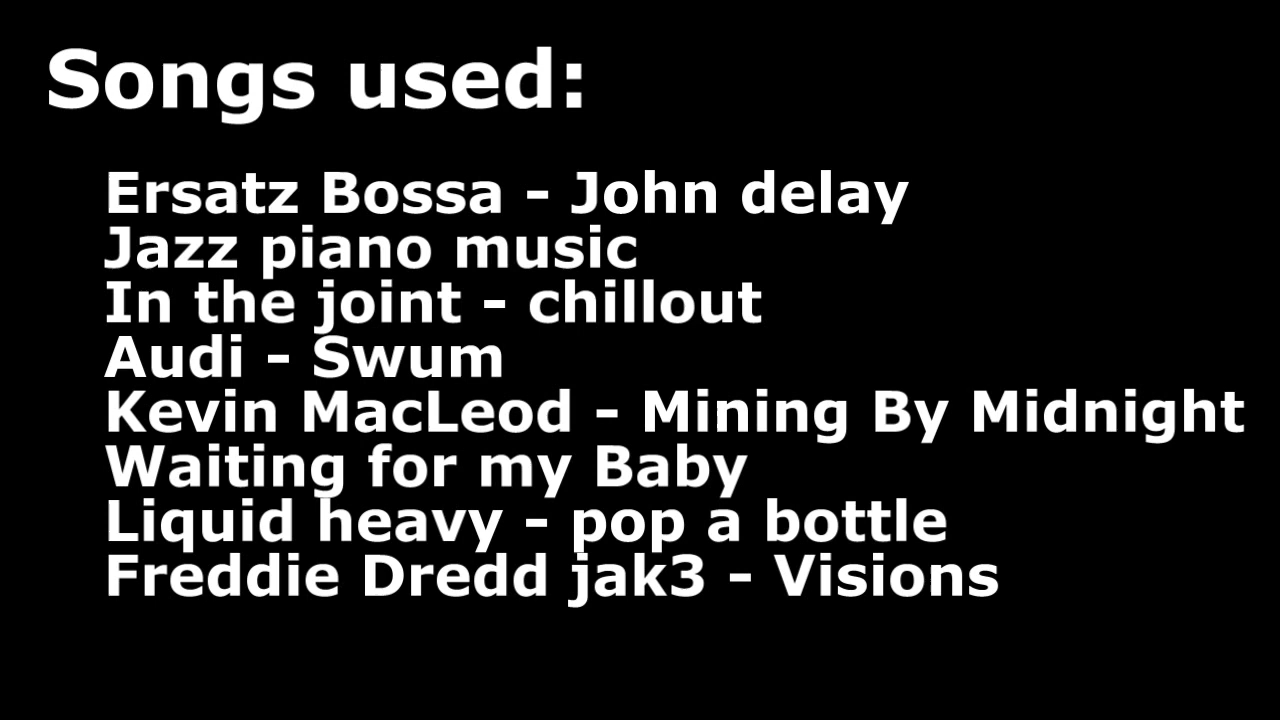 Songs used:
Ersatz Bossa - John delay
Jazz piano music
In the joint - chillout
Audi - Swum
Kevin MacLeod - Mining By Midnight
Waiting for my Baby
Liquid heavy - pop a bottle
Freddie Dredd jak3 - Visions